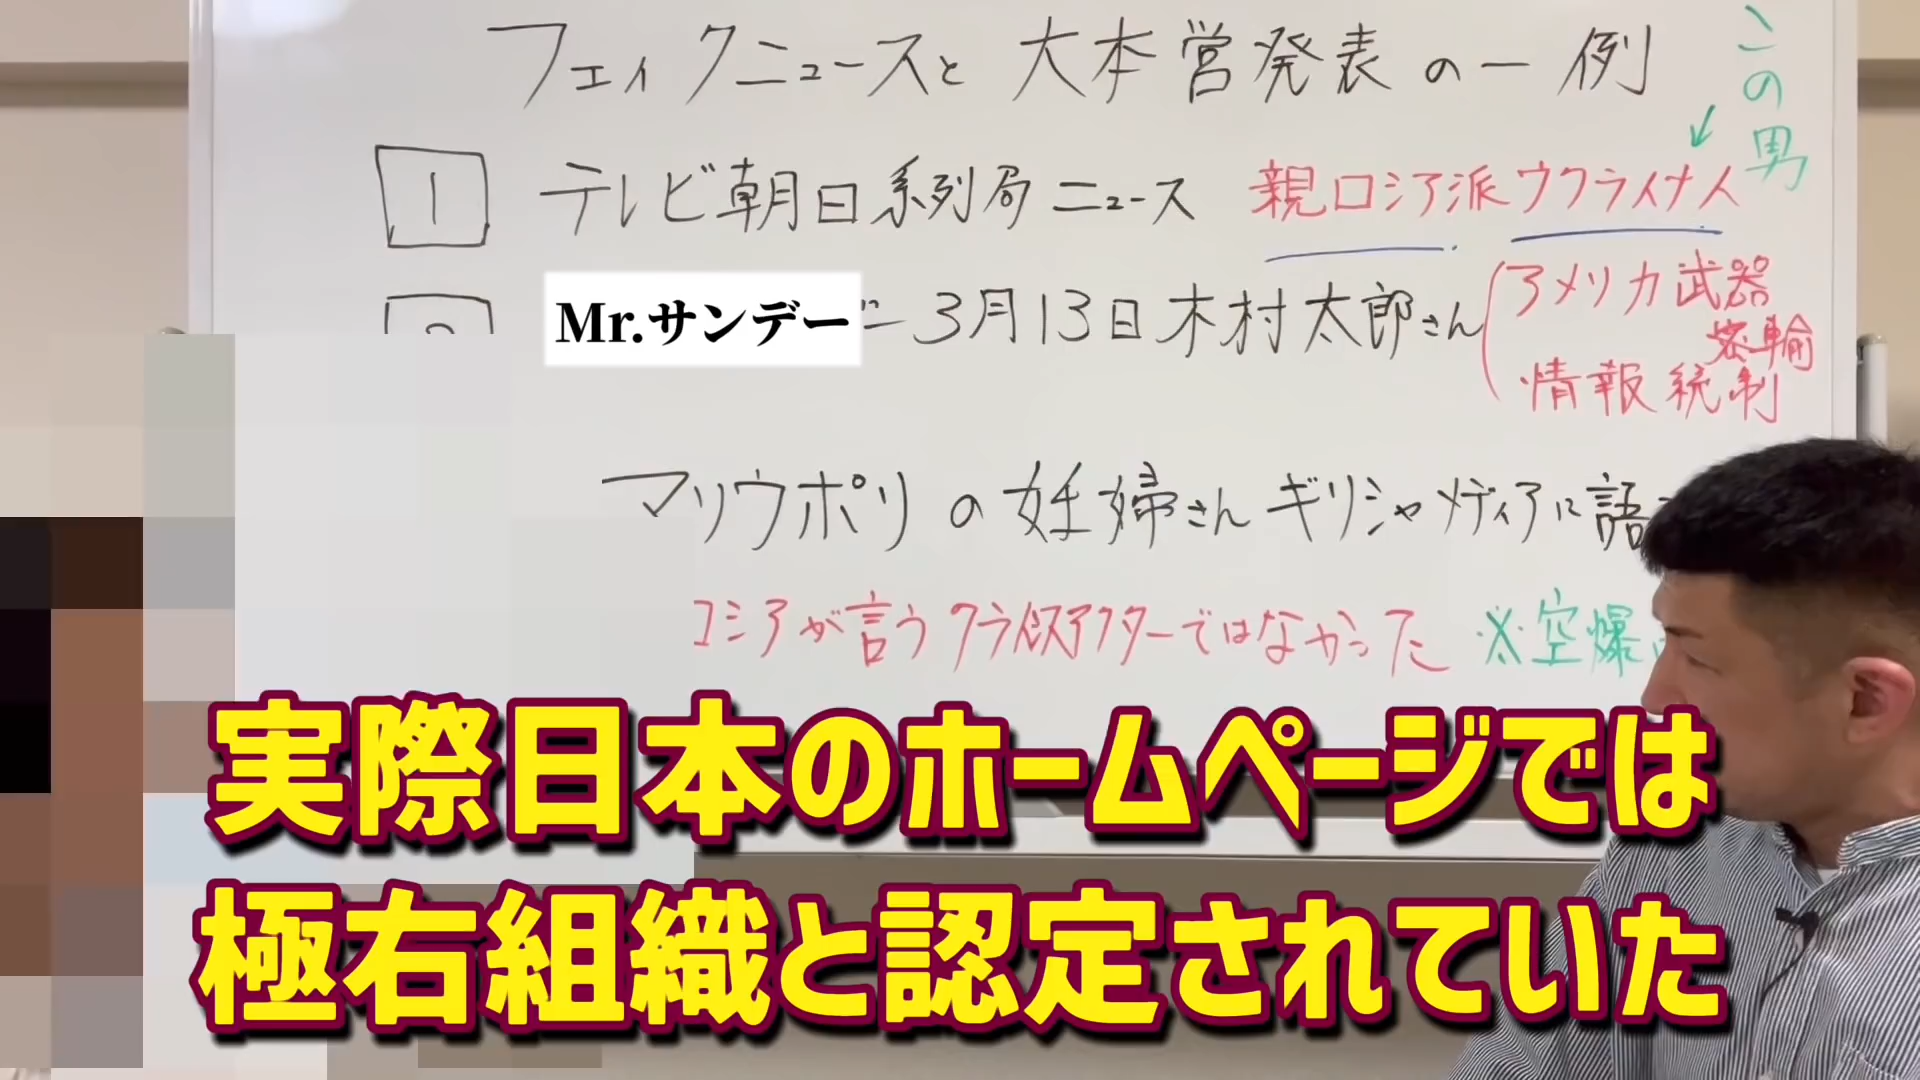 フェイクニュースと大本営発表の一例
この男
↙
1 テレビ朝日系列局ニュース 親ロシア派ウクライナ人
Mr.サンデー 3月13日木村太郎さん
アメリカ武器
密輸
・情報統制
マリウポリの妊婦さんギリシャメディアに語
ロシアが言うクライシスアクターではなかった ※空爆
実際日本のホームページでは
極右組織と認定されていた